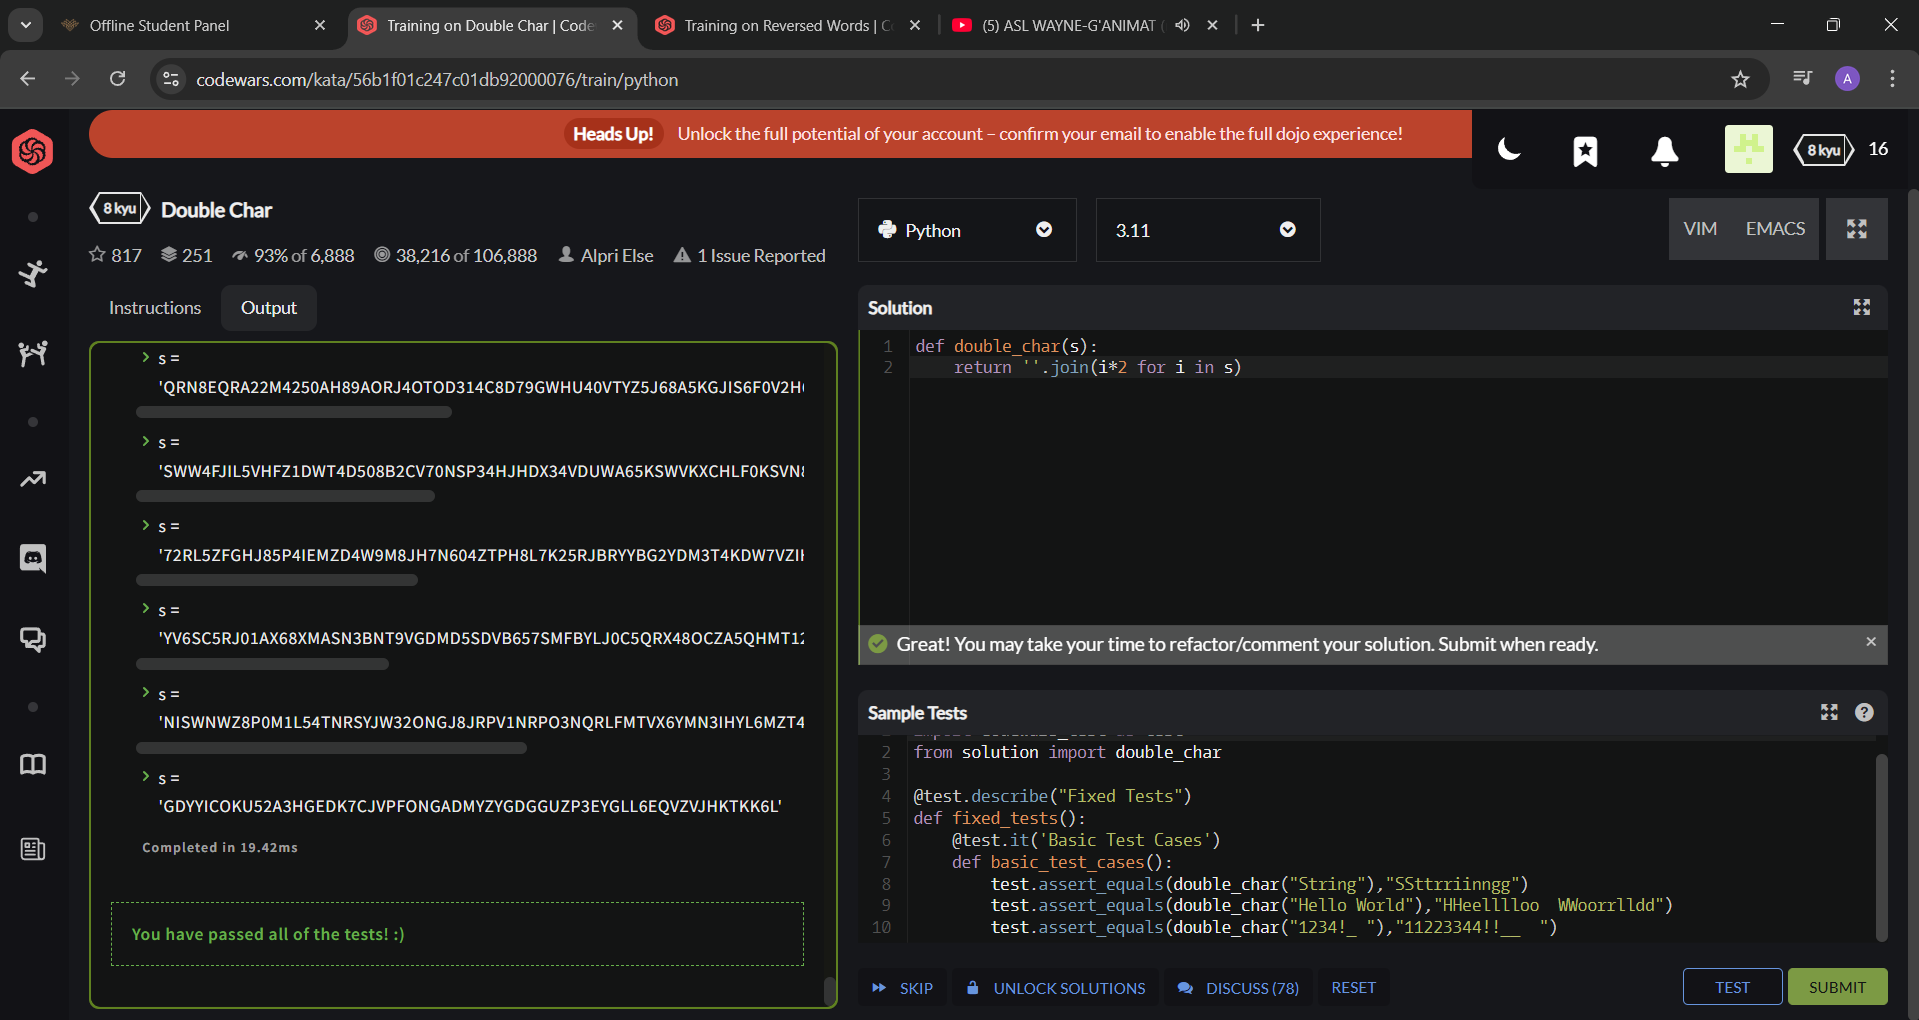 Offline Student Panel
Training on Double Char | Code
Training on Reversed Words | C
(5) ASL WAYNE-G'ANIMAT (
codewars.com/kata/56b1f01c247c01db92000076/train/python
A
Heads Up! Unlock the full potential of your account – confirm your email to enable the full dojo experience!
8 kyu 16
8 kyu Double Char
817 251 93% of 6,888 38,216 of 106,888 Alpri Else 1 Issue Reported
Python
3.11
VIM EMACS
Instructions Output
s =
'QRN8EQRA22M4250AH89AORJ4OTOD314C8D79GWHU40VTYZ5J68A5KGJIS6F0V2H
s =
'SWW4FJIL5VHFZ1DWT4D508B2CV70NSP34HJHDX34VDUWA65KSWVKXCHLF0KSVN
s =
'72RL5ZFGHJ85P4IEMZD4W9M8JH7N604ZTPH8L7K25RJBRYYBG2YDM3T4KDW7VZI
s =
'YV6SC5RJ01AX68XMASN3BNT9VGDMD5SDVB657SMFBYLJ0C5QRX48OCZA5QHMT12
s =
'NISWNWZ8P0M1L54TNRSYJW32ONGJ8JRPV1NRPO3NQRLFMTVX6YMN3IHYL6MZT4
s =
'GDYYICOKU52A3HGEDK7CJVPFONGADMYZYGDGGUZP3EYGLL6EQVZVJHKTKK6L'
Completed in 19.42ms
You have passed all of the tests! :)
Solution
1 def double_char(s):
2 return ''.join(i*2 for i in s)
Great! You may take your time to refactor/comment your solution. Submit when ready.
Sample Tests
2 from solution import double_char
3
4 @test.describe("Fixed Tests")
5 def fixed_tests():
6 @test.it('Basic Test Cases')
7 def basic_test_cases():
8 test.assert_equals(double_char("String"),"SSttrriinngg")
9 test.assert_equals(double_char("Hello World"),"HHeelllloo  WWoorrlldd")
10 test.assert_equals(double_char("1234!_ "),"11223344!!__  ")
SKIP UNLOCK SOLUTIONS DISCUSS (78) RESET
TEST SUBMIT